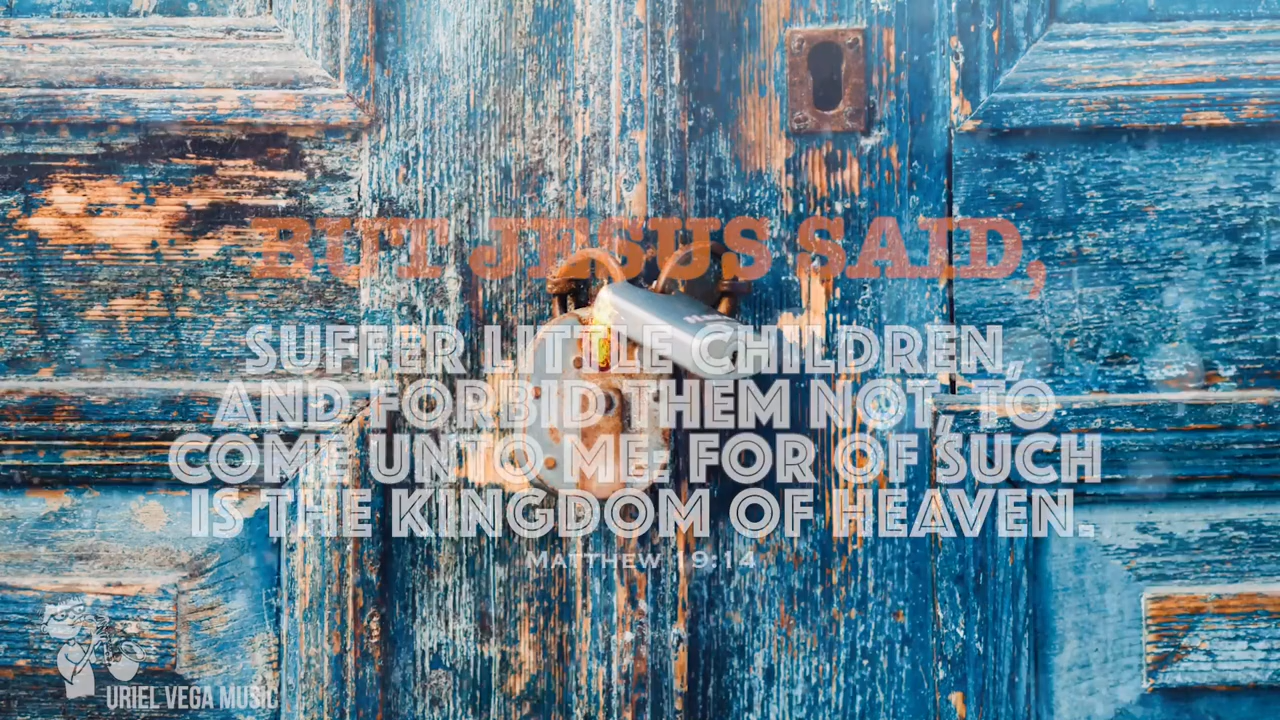 BUT JESUS SAID,
SUFFER LITTLE CHILDREN,
AND FORBID THEM NOT, TO
COME UNTO ME: FOR OF SUCH
IS THE KINGDOM OF HEAVEN.
MATTHEW 19:14
URIEL VEGA MUSIC